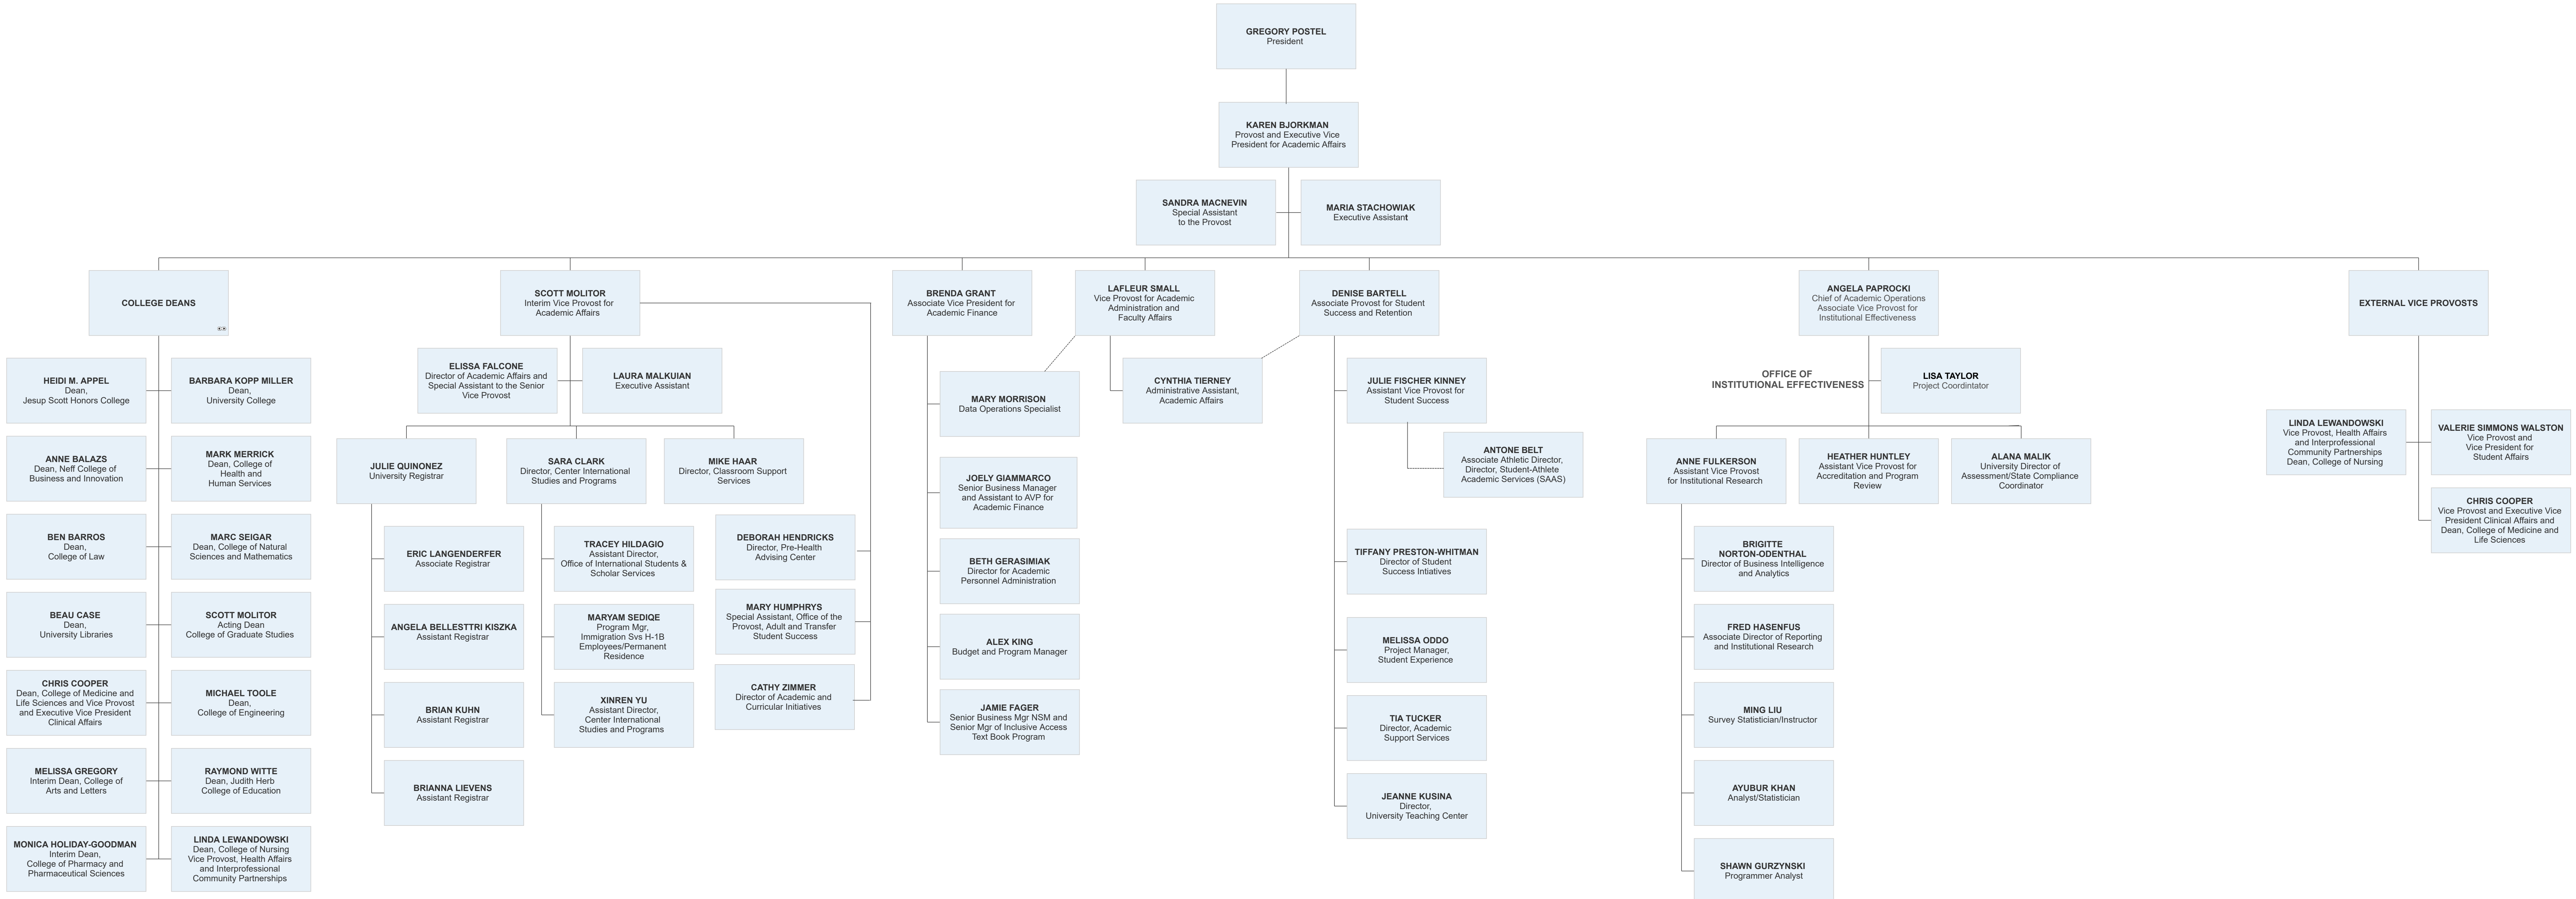 GREGORY POSTEL
President
KAREN BJORKMAN
Provost and Executive Vice
President for Academic Affairs
SANDRA MACNEVIN
Special Assistant
to the Provost
MARIA STACHOWIAK
Executive Assistant
COLLEGE DEANS
SCOTT MOLITOR
Interim Vice Provost for
Academic Affairs
BRENDA GRANT
Associate Vice President for
Academic Finance
LAFLEUR SMALL
Vice Provost for Academic
Administration and
Faculty Affairs
DENISE BARTELL
Associate Provost for Student
Success and Retention
ANGELA PAPROCKI
Chief of Academic Operations
Associate Vice Provost for
Institutional Effectiveness
EXTERNAL VICE PROVOSTS
HEIDI M. APPEL
Dean,
Jesup Scott Honors College
BARBARA KOPP MILLER
Dean,
University College
ANNE BALAZS
Dean, Neff College of
Business and Innovation
MARK MERRICK
Dean, College of
Health and
Human Services
BEN BARROS
Dean,
College of Law
MARC SEIGAR
Dean, College of Natural
Sciences and Mathematics
BEAU CASE
Dean,
University Libraries
SCOTT MOLITOR
Acting Dean
College of Graduate Studies
CHRIS COOPER
Dean, College of Medicine and
Life Sciences and Vice Provost
and Executive Vice President
Clinical Affairs
MICHAEL TOOLE
Dean,
College of Engineering
MELISSA GREGORY
Interim Dean, College of
Arts and Letters
RAYMOND WITTE
Dean, Judith Herb
College of Education
MONICA HOLIDAY-GOODMAN
Interim Dean,
College of Pharmacy and
Pharmaceutical Sciences
LINDA LEWANDOWSKI
Dean, College of Nursing
Vice Provost, Health Affairs
and Interprofessional
Community Partnerships
ELISSA FALCONE
Director of Academic Affairs and
Special Assistant to the Senior
Vice Provost
LAURA MALKUIAN
Executive Assistant
JULIE QUINONEZ
University Registrar
SARA CLARK
Director, Center International
Studies and Programs
MIKE HAAR
Director, Classroom Support
Services
ERIC LANGENDERFER
Associate Registrar
ANGELA BELLESTTRI KISZKA
Assistant Registrar
BRIAN KUHN
Assistant Registrar
BRIANNA LIEVENS
Assistant Registrar
TRACEY HILDAGIO
Assistant Director,
Office of International Students &
Scholar Services
MARYAM SEDIQE
Program Mgr,
Immigration Svs H-1B
Employees/Permanent
Residence
XINREN YU
Assistant Director,
Center International
Studies and Programs
DEBORAH HENDRICKS
Director, Pre-Health
Advising Center
MARY HUMPHRYS
Special Assistant, Office of the
Provost, Adult and Transfer
Student Success
CATHY ZIMMER
Director of Academic and
Curricular Initiatives
MARY MORRISON
Data Operations Specialist
JOELY GIAMMARCO
Senior Business Manager
and Assistant to AVP for
Academic Finance
BETH GERASIMIAK
Director for Academic
Personnel Administration
ALEX KING
Budget and Program Manager
JAMIE FAGER
Senior Business Mgr NSM and
Senior Mgr of Inclusive Access
Text Book Program
CYNTHIA TIERNEY
Administrative Assistant,
Academic Affairs
JULIE FISCHER KINNEY
Assistant Vice Provost for
Student Success
ANTONE BELT
Associate Athletic Director,
Director, Student-Athlete
Academic Services (SAAS)
TIFFANY PRESTON-WHITMAN
Director of Student
Success Intiatives
MELISSA ODDO
Project Manager,
Student Experience
TIA TUCKER
Director, Academic
Support Services
JEANNE KUSINA
Director,
University Teaching Center
OFFICE OF
INSTITUTIONAL EFFECTIVENESS
LISA TAYLOR
Project Coordintator
ANNE FULKERSON
Assistant Vice Provost
for Institutional Research
HEATHER HUNTLEY
Assistant Vice Provost for
Accreditation and Program
Review
ALANA MALIK
University Director of
Assessment/State Compliance
Coordinator
BRIGITTE
NORTON-ODENTHAL
Director of Business Intelligence
and Analytics
FRED HASENFUS
Associate Director of Reporting
and Institutional Research
MING LIU
Survey Statistician/Instructor
AYUBUR KHAN
Analyst/Statistician
SHAWN GURZYNSKI
Programmer Analyst
LINDA LEWANDOWSKI
Vice Provost, Health Affairs
and Interprofessional
Community Partnerships
Dean, College of Nursing
VALERIE SIMMONS WALSTON
Vice Provost and
Vice President for
Student Affairs
CHRIS COOPER
Vice Provost and Executive Vice
President Clinical Affairs and
Dean, College of Medicine and
Life Sciences